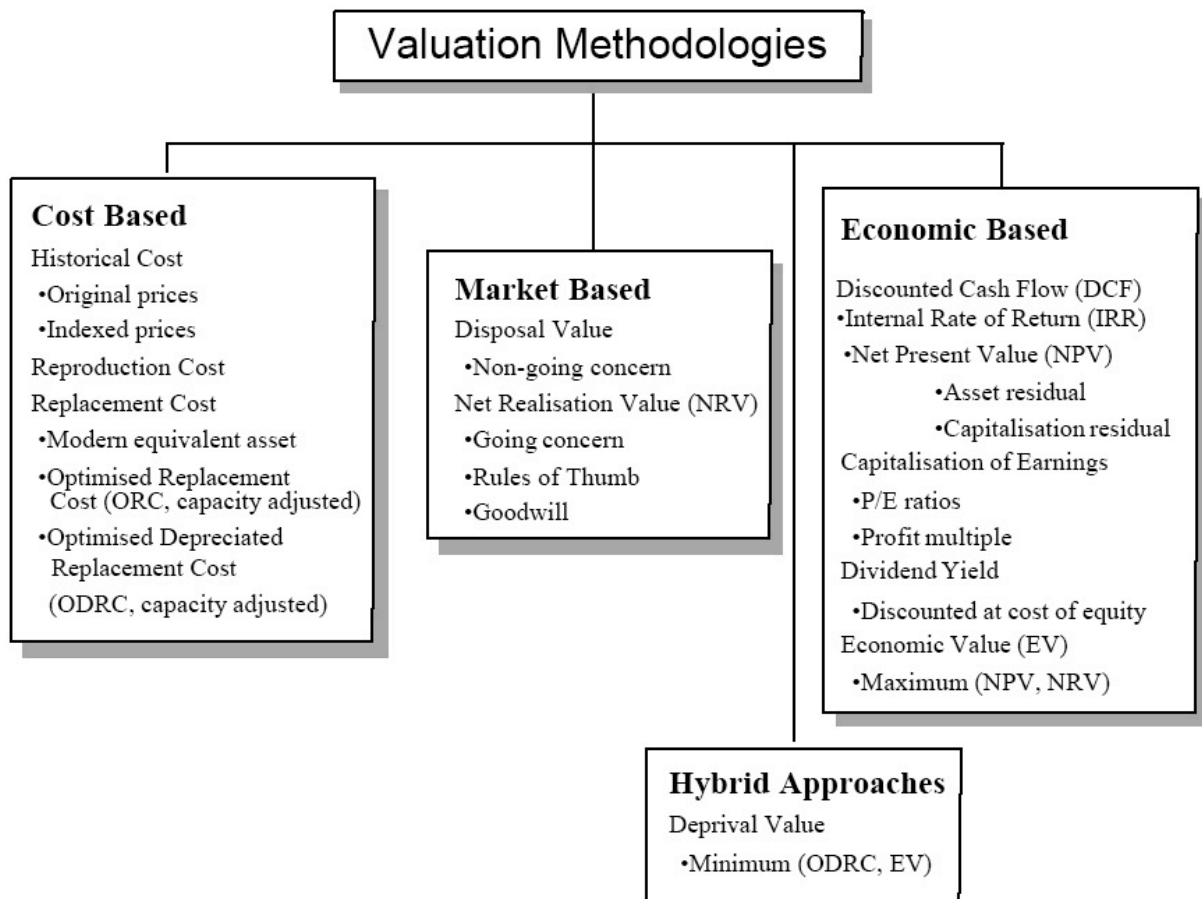 Valuation Methodologies
Cost Based
Historical Cost
•Original prices
•Indexed prices
Reproduction Cost
Replacement Cost
•Modern equivalent asset
•Optimised Replacement
Cost (ORC, capacity adjusted)
•Optimised Depreciated
Replacement Cost
(ODRC, capacity adjusted)
Market Based
Disposal Value
•Non-going concern
Net Realisation Value (NRV)
•Going concern
•Rules of Thumb
•Goodwill
Economic Based
Discounted Cash Flow (DCF)
•Internal Rate of Return (IRR)
•Net Present Value (NPV)
•Asset residual
•Capitalisation residual
Capitalisation of Earnings
•P/E ratios
•Profit multiple
Dividend Yield
•Discounted at cost of equity
Economic Value (EV)
•Maximum (NPV, NRV)
Hybrid Approaches
Deprival Value
•Minimum (ODRC, EV)